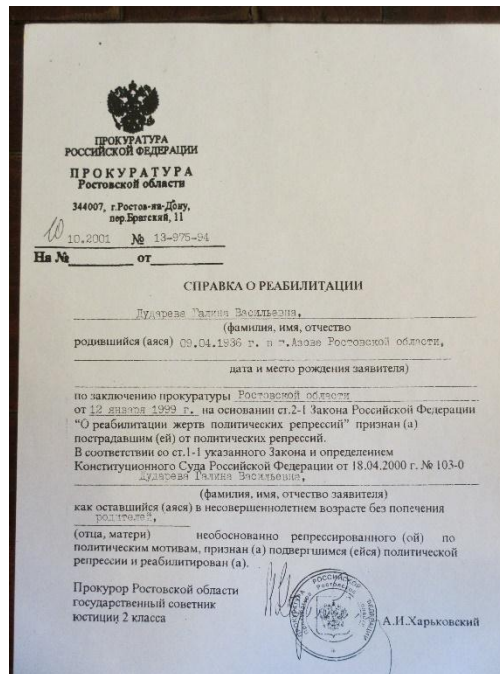 ПРОКУРАТУРА
РОССИЙСКОЙ ФЕДЕРАЦИИ
ПРОКУРАТУРА
Ростовской области
344007, г.Ростов-на-Дону,
пер.Братский, 11
10 10.2001 № 13-975-94
На № от
СПРАВКА О РЕАБИЛИТАЦИИ
Дударева Галина Васильевна,
(фамилия, имя, отчество
родившийся (аяся) 09.04.1936 г. в г.Азове Ростовской области,
дата и место рождения заявителя)
по заключению прокуратуры Ростовской области
от 12 января 1999 г. на основании ст.2-1 Закона Российской Федерации
“О реабилитации жертв политических репрессий” признан (а)
пострадавшим (ей) от политических репрессий.
В соответствии со ст.1-1 указанного Закона и определением
Конституционного Суда Российской Федерации от 18.04.2000 г. № 103-0
Дударева Галина Васильевна,
(фамилия, имя, отчество заявителя)
как оставшийся (аяся) в несовершеннолетнем возрасте без попечения
родителей,
(отца, матери) необоснованно репрессированного (ой) по
политическим мотивам, признан (а) подвергшимся (ейся) политической
репрессии и реабилитирован (а).
Прокурор Ростовской области
государственный советник
юстиции 2 класса
А.И.Харьковский